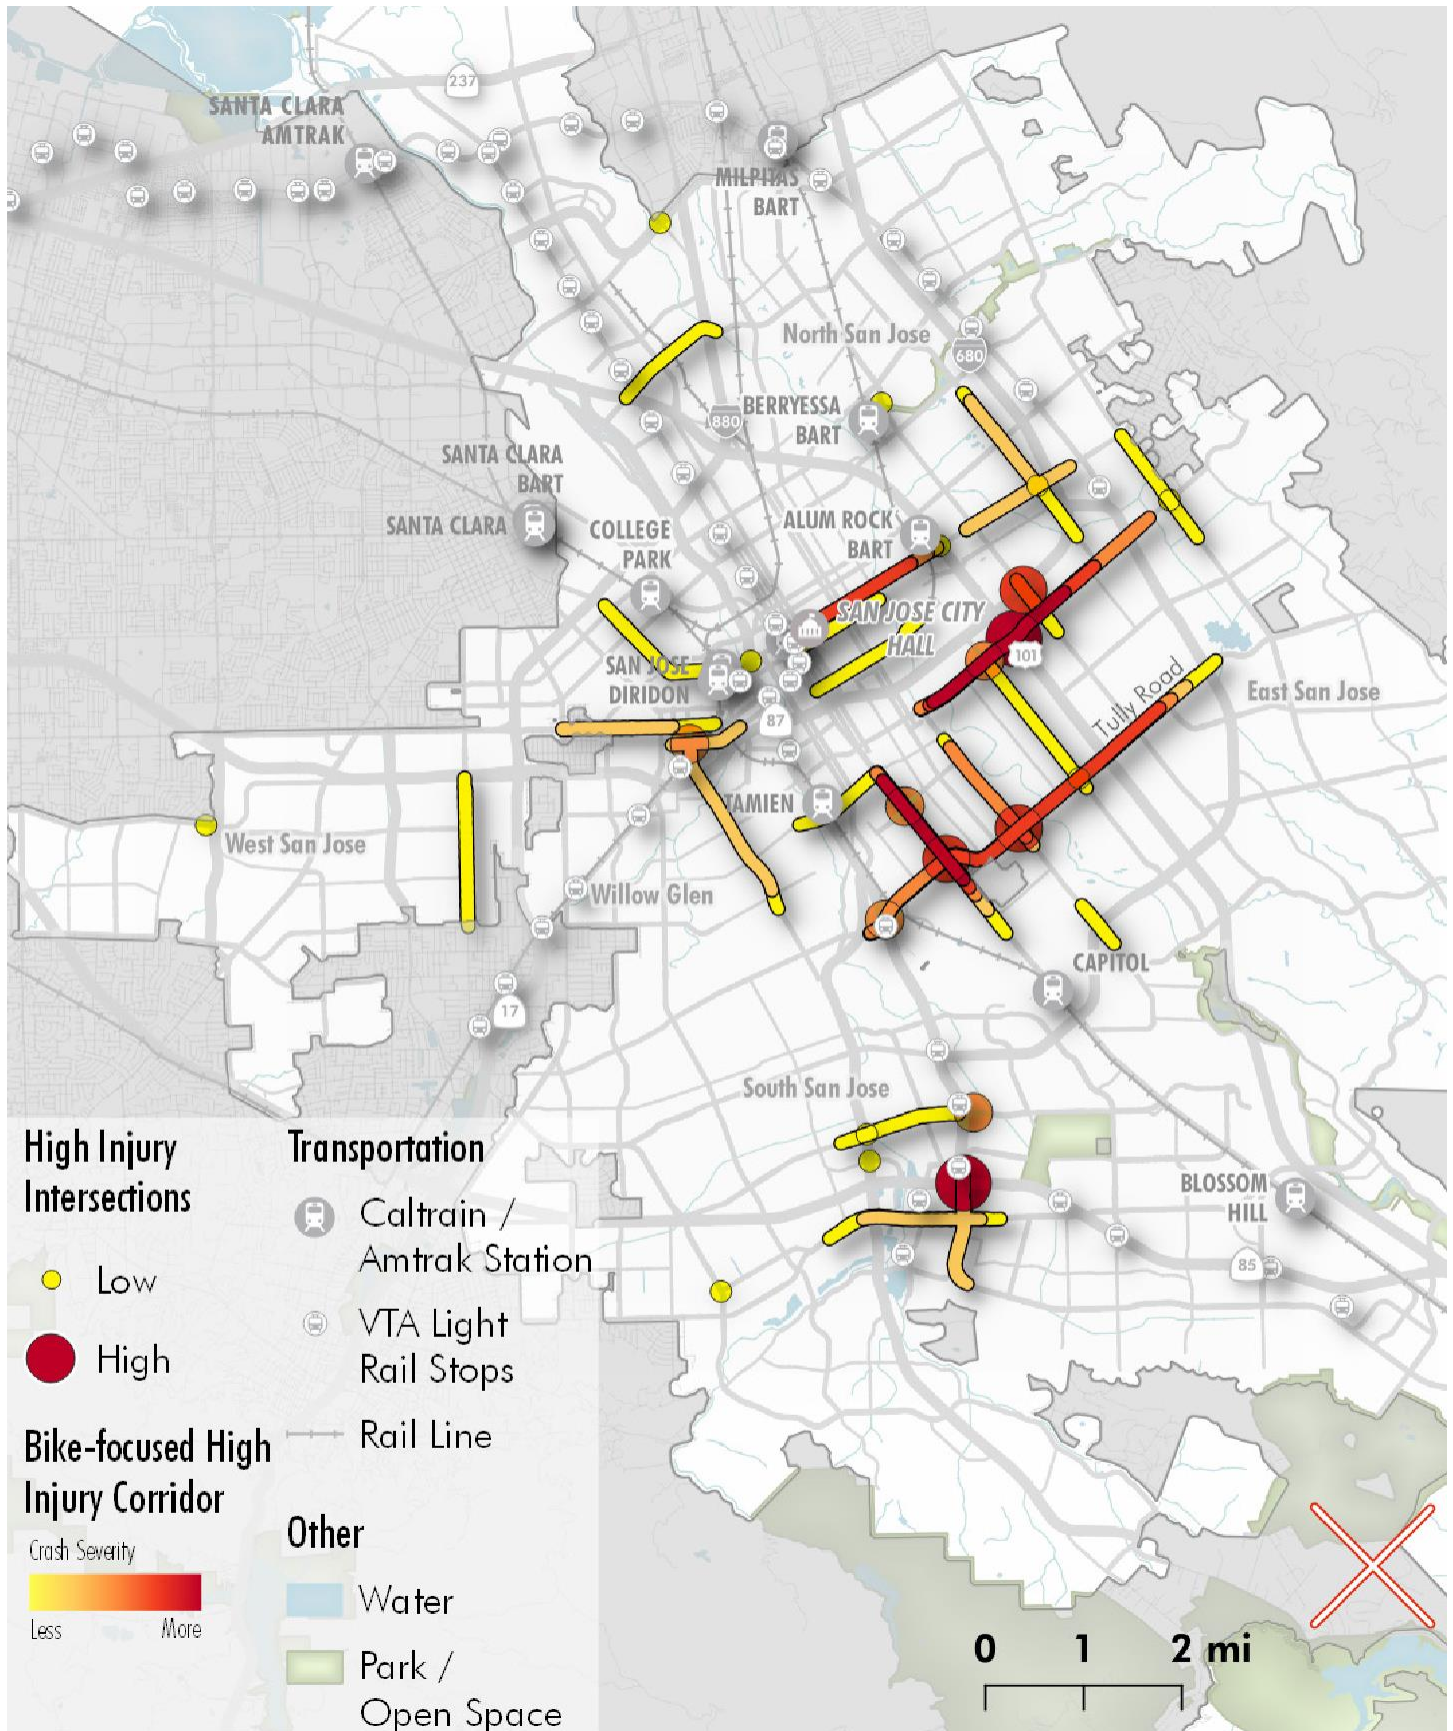 237
SANTA CLARA
AMTRAK
MILPITAS
BART
North San Jose
680
BERRYESSA
BART
880
SANTA CLARA
BART
SANTA CLARA
COLLEGE
PARK
ALUM ROCK
BART
SAN JOSE CITY
HALL
101
SAN JOSE
DIRIDON
87
Tully Road
East San Jose
TAMIEN
West San Jose
Willow Glen
CAPITOL
17
South San Jose
BLOSSOM
HILL
85
High Injury
Intersections
Low
High
Bike-focused High
Injury Corridor
Crash Severity
Less More
Transportation
Caltrain /
Amtrak Station
VTA Light
Rail Stops
Rail Line
Other
Water
Park /
Open Space
0 1 2 mi